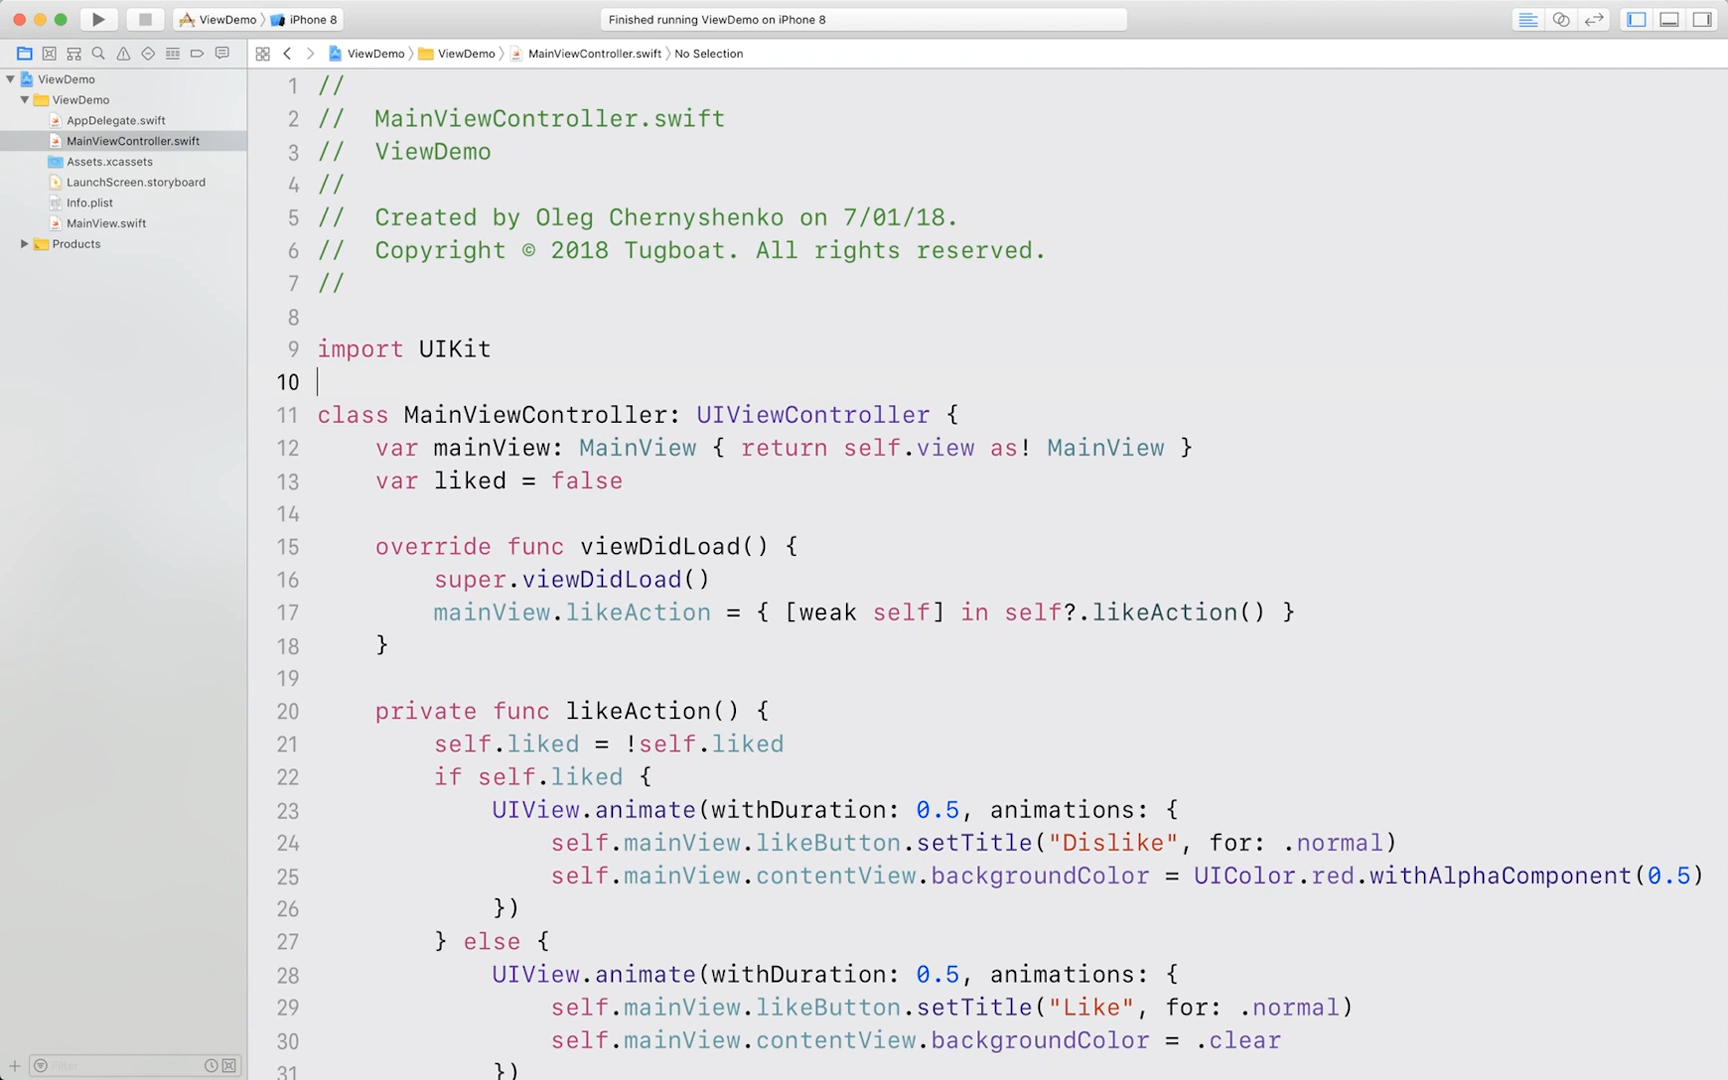 ViewDemo iPhone 8
Finished running ViewDemo on iPhone 8
ViewDemo ViewDemo MainViewController.swift No Selection
ViewDemo
ViewDemo
AppDelegate.swift
MainViewController.swift
Assets.xcassets
LaunchScreen.storyboard
Info.plist
MainView.swift
Products
Filter
1 //
2 //  MainViewController.swift
3 //  ViewDemo
4 //
5 //  Created by Oleg Chernyshenko on 7/01/18.
6 //  Copyright © 2018 Tugboat. All rights reserved.
7 //
8
9 import UIKit
10
11 class MainViewController: UIViewController {
12     var mainView: MainView { return self.view as! MainView }
13     var liked = false
14
15     override func viewDidLoad() {
16         super.viewDidLoad()
17         mainView.likeAction = { [weak self] in self?.likeAction() }
18     }
19
20     private func likeAction() {
21         self.liked = !self.liked
22         if self.liked {
23             UIView.animate(withDuration: 0.5, animations: {
24                 self.mainView.likeButton.setTitle("Dislike", for: .normal)
25                 self.mainView.contentView.backgroundColor = UIColor.red.withAlphaComponent(0.5)
26             })
27         } else {
28             UIView.animate(withDuration: 0.5, animations: {
29                 self.mainView.likeButton.setTitle("Like", for: .normal)
30                 self.mainView.contentView.backgroundColor = .clear
31             })